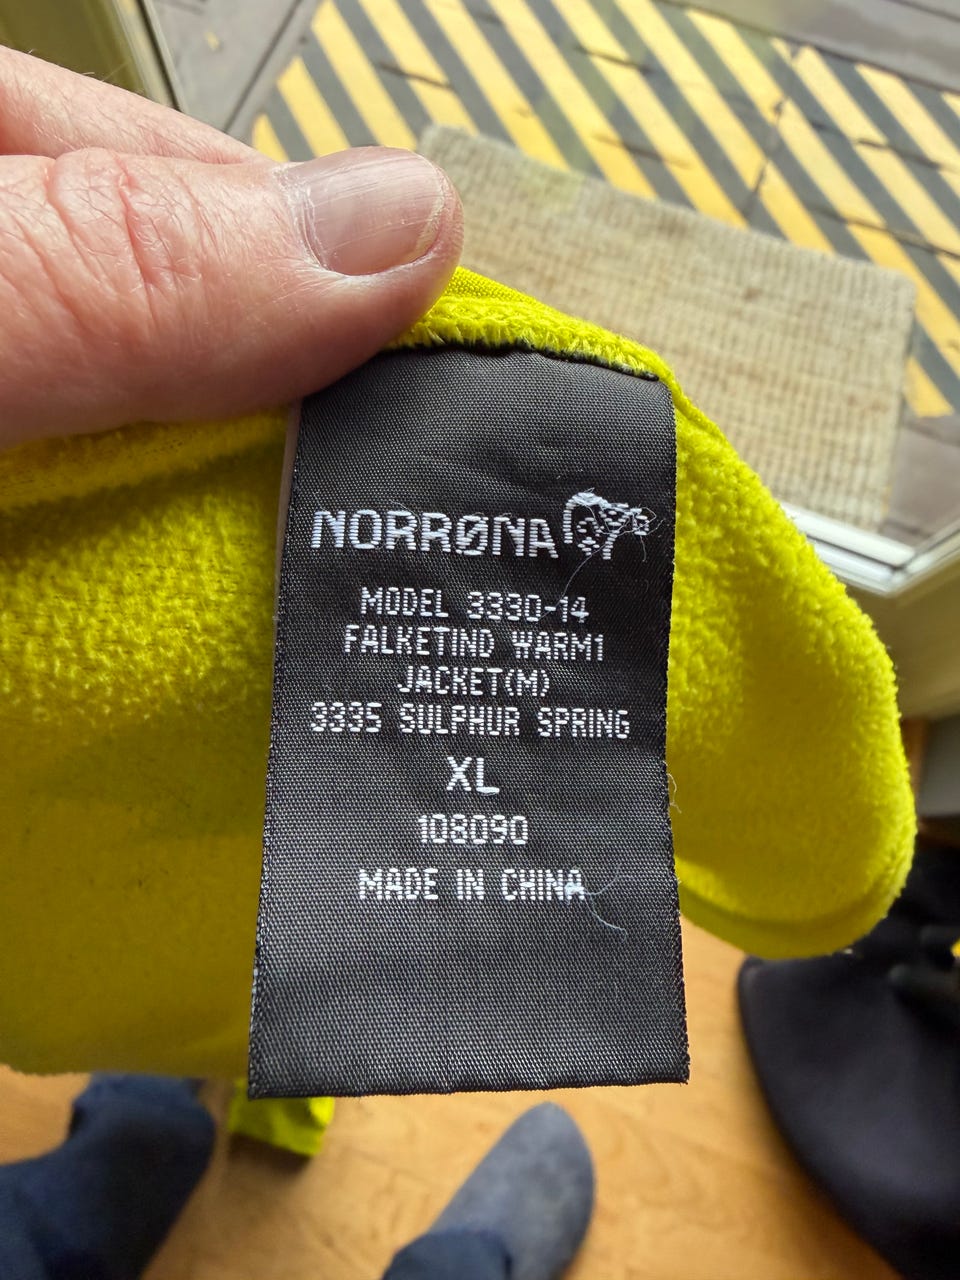 NORRØNA
MODEL 3330-14
FALKETIND WARM1
JACKET(M)
3335 SULPHUR SPRING
XL
108090
MADE IN CHINA